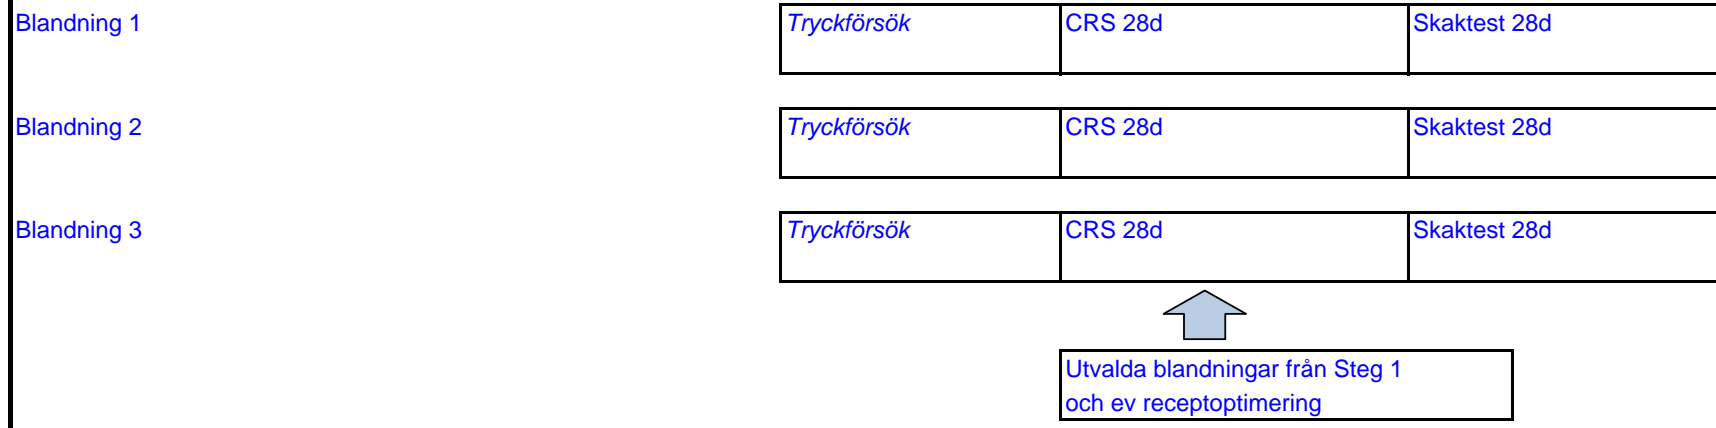 Blandning 1 Tryckförsök CRS 28d Skaktest 28d
Blandning 2 Tryckförsök CRS 28d Skaktest 28d
Blandning 3 Tryckförsök CRS 28d Skaktest 28d
Utvalda blandningar från Steg 1
och ev receptoptimering